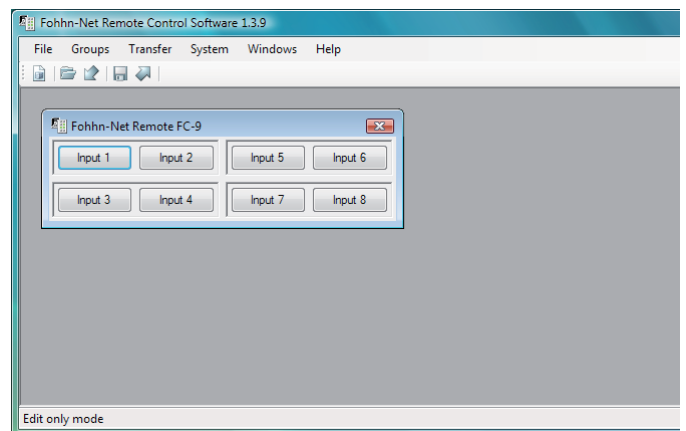 Fohhn-Net Remote Control Software 1.3.9
File Groups Transfer System Windows Help
Fohhn-Net Remote FC-9
Input 1 Input 2 Input 5 Input 6
Input 3 Input 4 Input 7 Input 8
Edit only mode